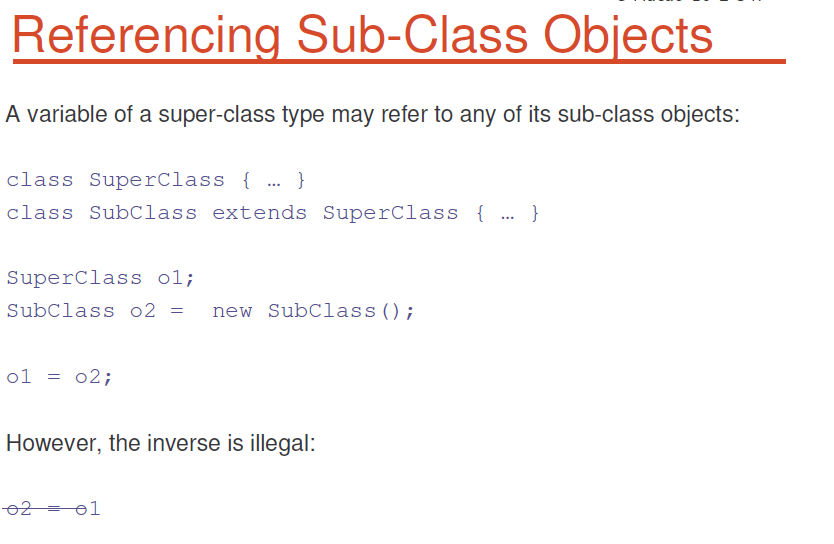 Referencing Sub-Class Objects
A variable of a super-class type may refer to any of its sub-class objects:
class SuperClass { … }
class SubClass extends SuperClass { … }
SuperClass o1;
SubClass o2 =  new SubClass();
o1 = o2;
However, the inverse is illegal:
o2 = o1